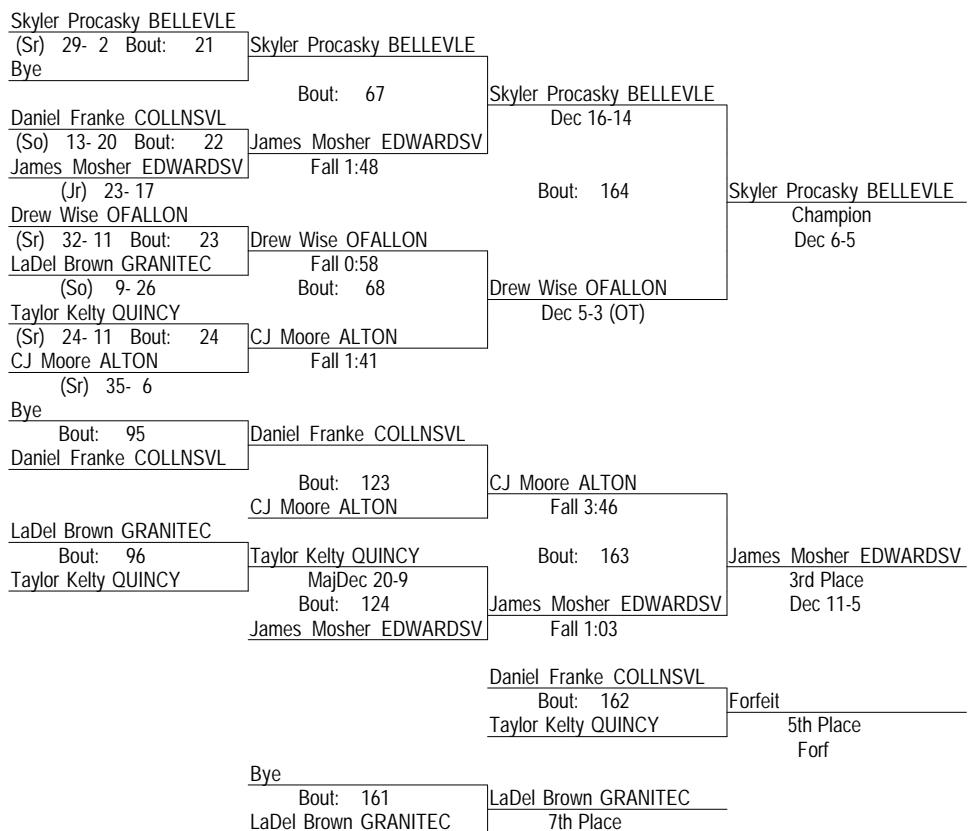 Skyler Procasky BELLEVLE
(Sr) 29- 2 Bout: 21 Skyler Procasky BELLEVLE
Bye
Bout: 67 Skyler Procasky BELLEVLE
Daniel Franke COLLNSVL Dec 16-14
(So) 13- 20 Bout: 22 James Mosher EDWARDSV
James Mosher EDWARDSV Fall 1:48
(Jr) 23- 17 Bout: 164 Skyler Procasky BELLEVLE
Drew Wise OFALLON Champion
(Sr) 32- 11 Bout: 23 Drew Wise OFALLON Dec 6-5
LaDel Brown GRANITEC Fall 0:58
(So) 9- 26 Bout: 68 Drew Wise OFALLON
Taylor Kelty QUINCY Dec 5-3 (OT)
(Sr) 24- 11 Bout: 24 CJ Moore ALTON
CJ Moore ALTON Fall 1:41
(Sr) 35- 6
Bye
Bout: 95 Daniel Franke COLLNSVL
Daniel Franke COLLNSVL
Bout: 123 CJ Moore ALTON
CJ Moore ALTON Fall 3:46
LaDel Brown GRANITEC
Bout: 96 Taylor Kelty QUINCY Bout: 163 James Mosher EDWARDSV
Taylor Kelty QUINCY MajDec 20-9 3rd Place
Bout: 124 James Mosher EDWARDSV Dec 11-5
James Mosher EDWARDSV Fall 1:03
Daniel Franke COLLNSVL
Bout: 162 Forfeit
Taylor Kelty QUINCY 5th Place
Forf
Bye
Bout: 161 LaDel Brown GRANITEC
LaDel Brown GRANITEC 7th Place